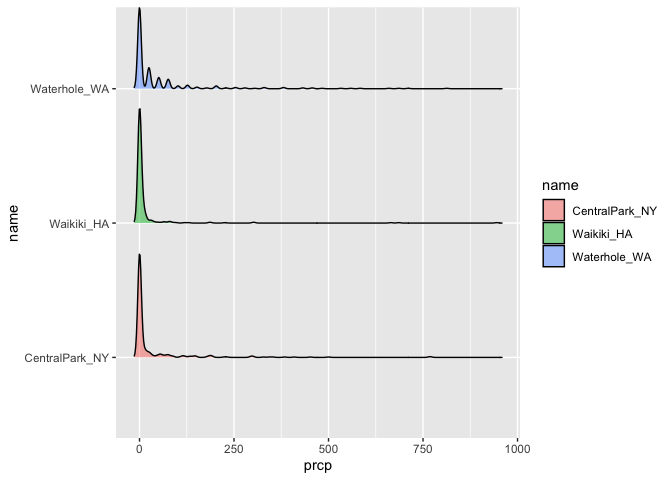 Waterhole_WA
Waikiki_HA
CentralPark_NY
name
0 250 500 750 1000
prcp
name
CentralPark_NY
Waikiki_HA
Waterhole_WA